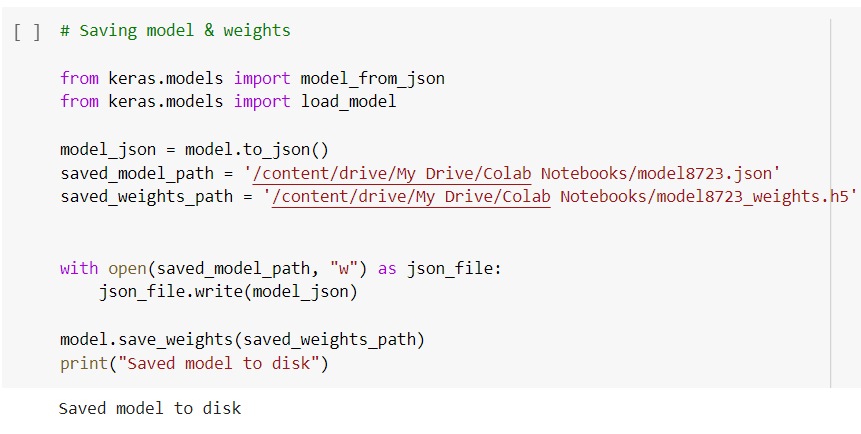 [ ] # Saving model & weights
from keras.models import model_from_json
from keras.models import load_model
model_json = model.to_json()
saved_model_path = '/content/drive/My Drive/Colab Notebooks/model8723.json'
saved_weights_path = '/content/drive/My Drive/Colab Notebooks/model8723_weights.h5'
with open(saved_model_path, "w") as json_file:
    json_file.write(model_json)
model.save_weights(saved_weights_path)
print("Saved model to disk")
Saved model to disk